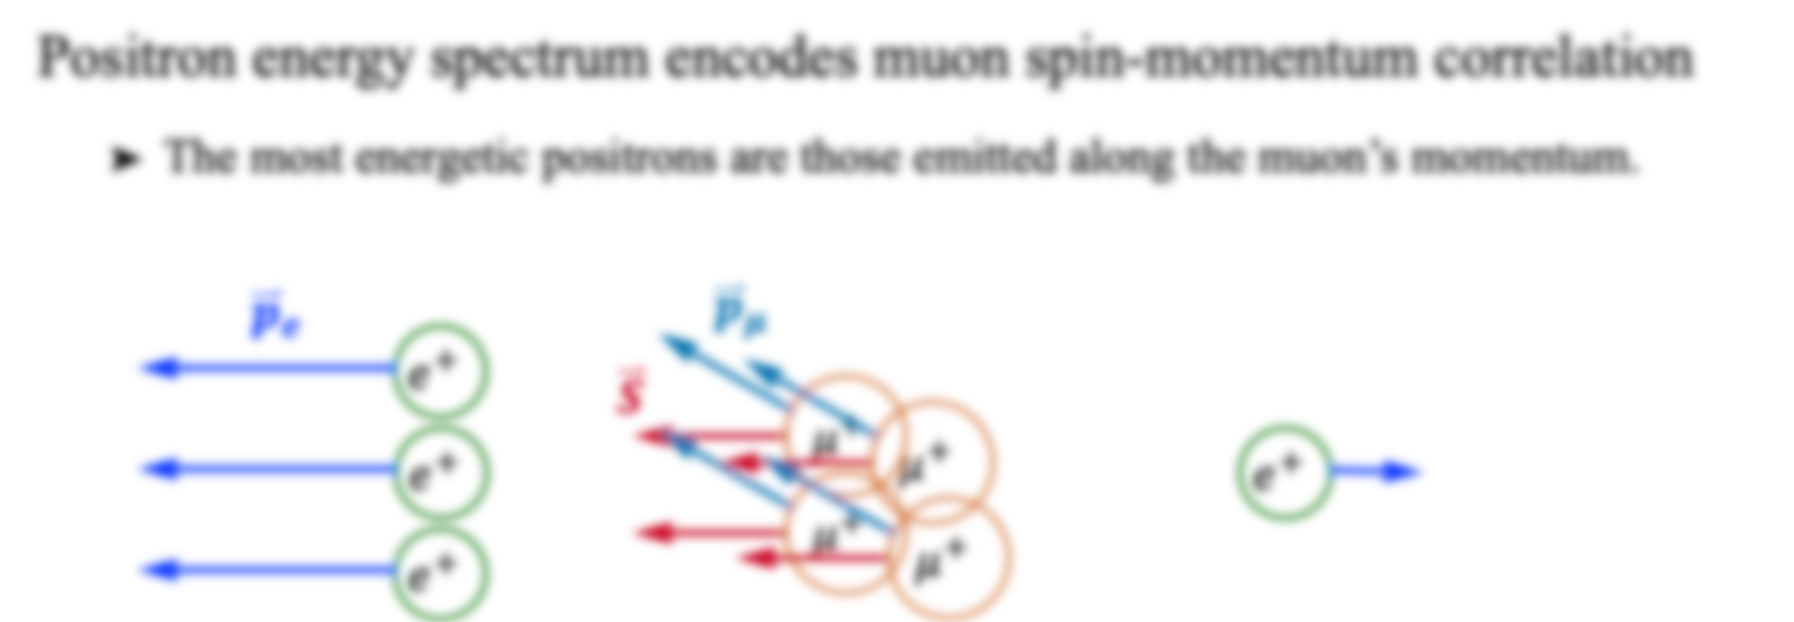 Positron energy spectrum encodes muon spin-momentum correlation
➤ The most energetic positrons are those emitted along the muon's momentum.
p⃗e
p⃗μ
s⃗
e⁺
μ⁺
μ⁺
e⁺
e⁺
μ⁺
μ⁺
e⁺